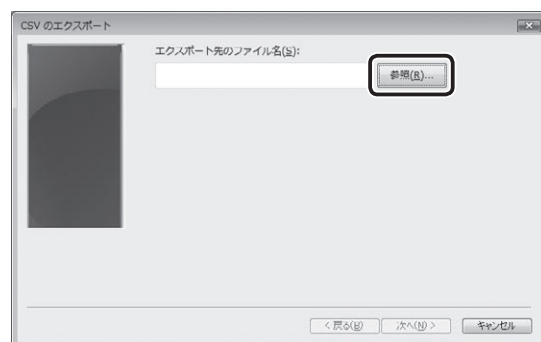 CSV のエクスポート
エクスポート先のファイル名(S):
参照(R)...
< 戻る(B)
次へ(N) >
キャンセル